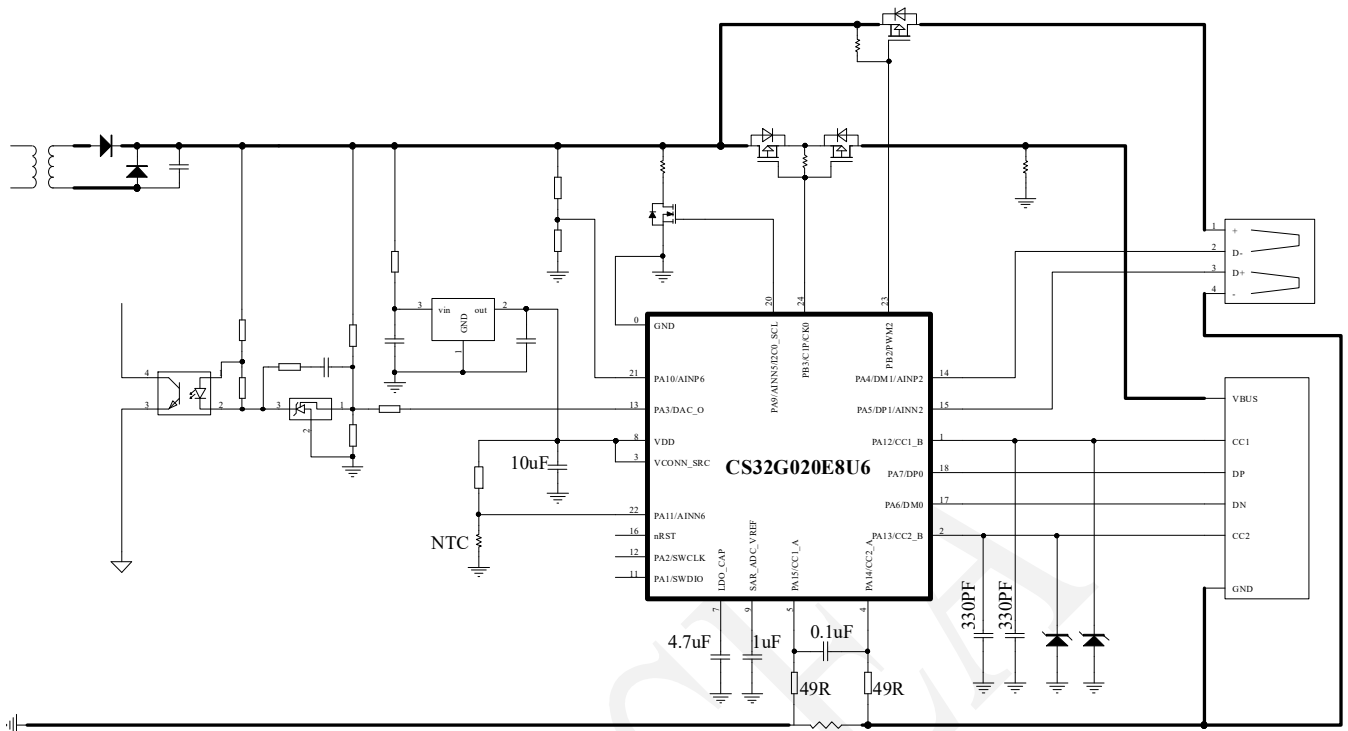 1
+
2
D-
3
D+
4
-
20
24
23
3
vin
out
2
GND
1
0
GND
PA9/AINN5/I2C0_SCL
PB3/C1P/CK0
PB2/PWM2
4
1
3
2
3
1
2
21
PA10/AINP6
PA4/DM1/AINP2
14
13
PA3/DAC_O
PA5/DP1/AINN2
15
VBUS
8
VDD
PA12/CC1_B
1
CC1
3
VCONN_SRC
10uF
CS32G020E8U6
PA7/DP0
18
DP
PA6/DM0
17
DN
22
PA11/AINN6
NTC
16
nRST
PA13/CC2_B
2
CC2
12
PA2/SWCLK
11
PA1/SWDIO
LDO_CAP
SAR_ADC_VREF
PA15/CC1_A
PA14/CC2_A
GND
7
9
5
4
4.7uF
1uF
0.1uF
330PF
330PF
49R
49R
CEA